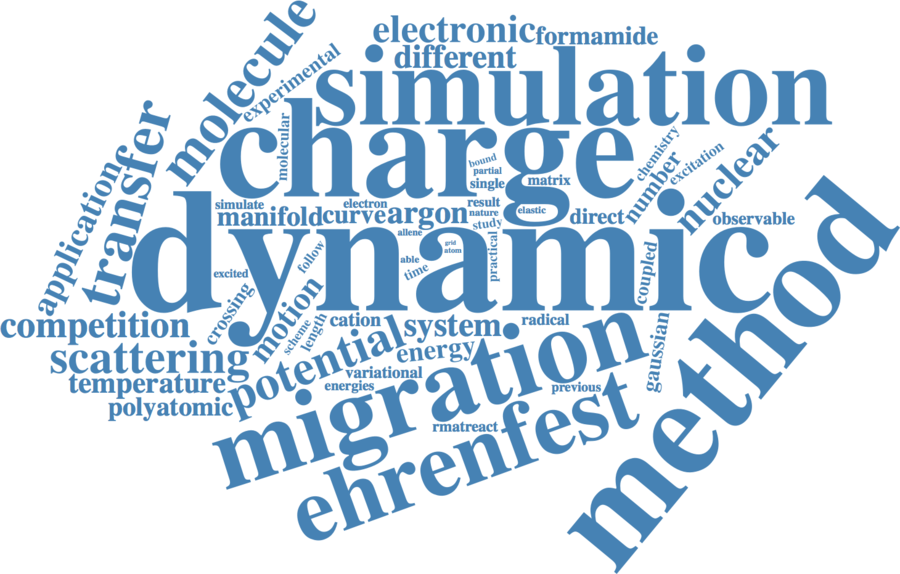 electronic
formamide
different
simulation
molecule
experimental
charge
molecular
transfer
application
bound
partial
single
matrix
chemistry
number
excitation
nuclear
simulate
electron
result
nature
elastic
manifold
curve
argon
study
direct
observable
dynamic
allene
grid
atom
able
time
practical
coupled
excited
follow
crossing
motion
scheme
length
cation
competition
scattering
temperature
polyatomic
potential
system
energy
radical
variational
energies
previous
gaussian
migration
rmatreact
ehrenfest
method